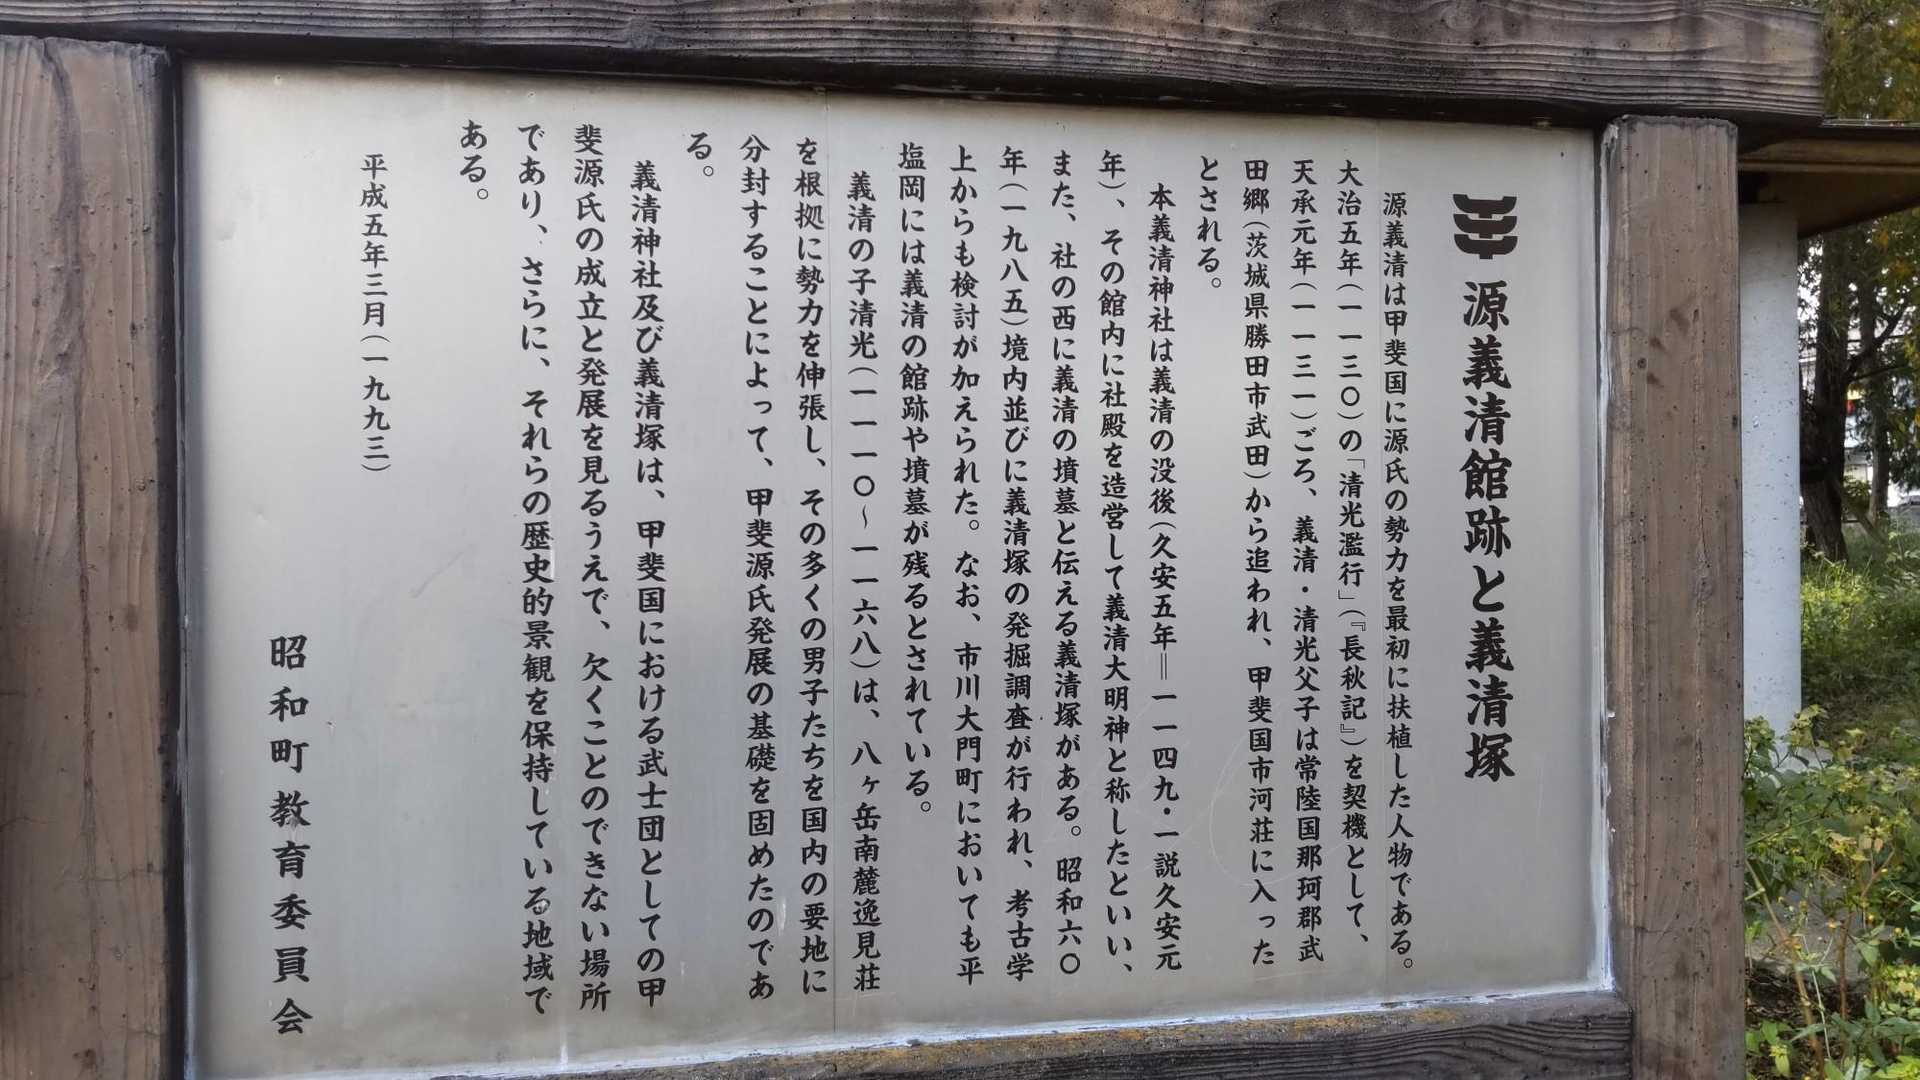 源義清館跡と義清塚
源義清は甲斐国に源氏の勢力を最初に扶植した人物である。
大治五年(一一三〇)の「清光濫行」(『長秋記』)を契機として、
天承元年(一一三一)ごろ、義清・清光父子は常陸国那珂郡武
田郷(茨城県勝田市武田)から追われ、甲斐国市河荘に入った
とされる。
本義清神社は義清の没後(久安五年＝一一四九・一説久安元
年)、その館内に社殿を造営して義清大明神と称したといい、
また、社の西に義清の墳墓と伝える義清塚がある。昭和六〇
年(一九八五)境内並びに義清塚の発掘調査が行われ、考古学
上からも検討が加えられた。なお、市川大門町においても平
塩岡には義清の館跡や墳墓が残るとされている。
義清の子清光(一一一〇～一一六八)は、八ヶ岳南麓逸見荘
を根拠に勢力を伸張し、その多くの男子たちを国内の要地に
分封することによって、甲斐源氏発展の基礎を固めたのであ
る。
義清神社及び義清塚は、甲斐国における武士団としての甲
斐源氏の成立と発展を見るうえで、欠くことのできない場所
であり、さらに、それらの歴史的景観を保持している地域で
ある。
平成五年三月(一九九三)
昭和町教育委員会